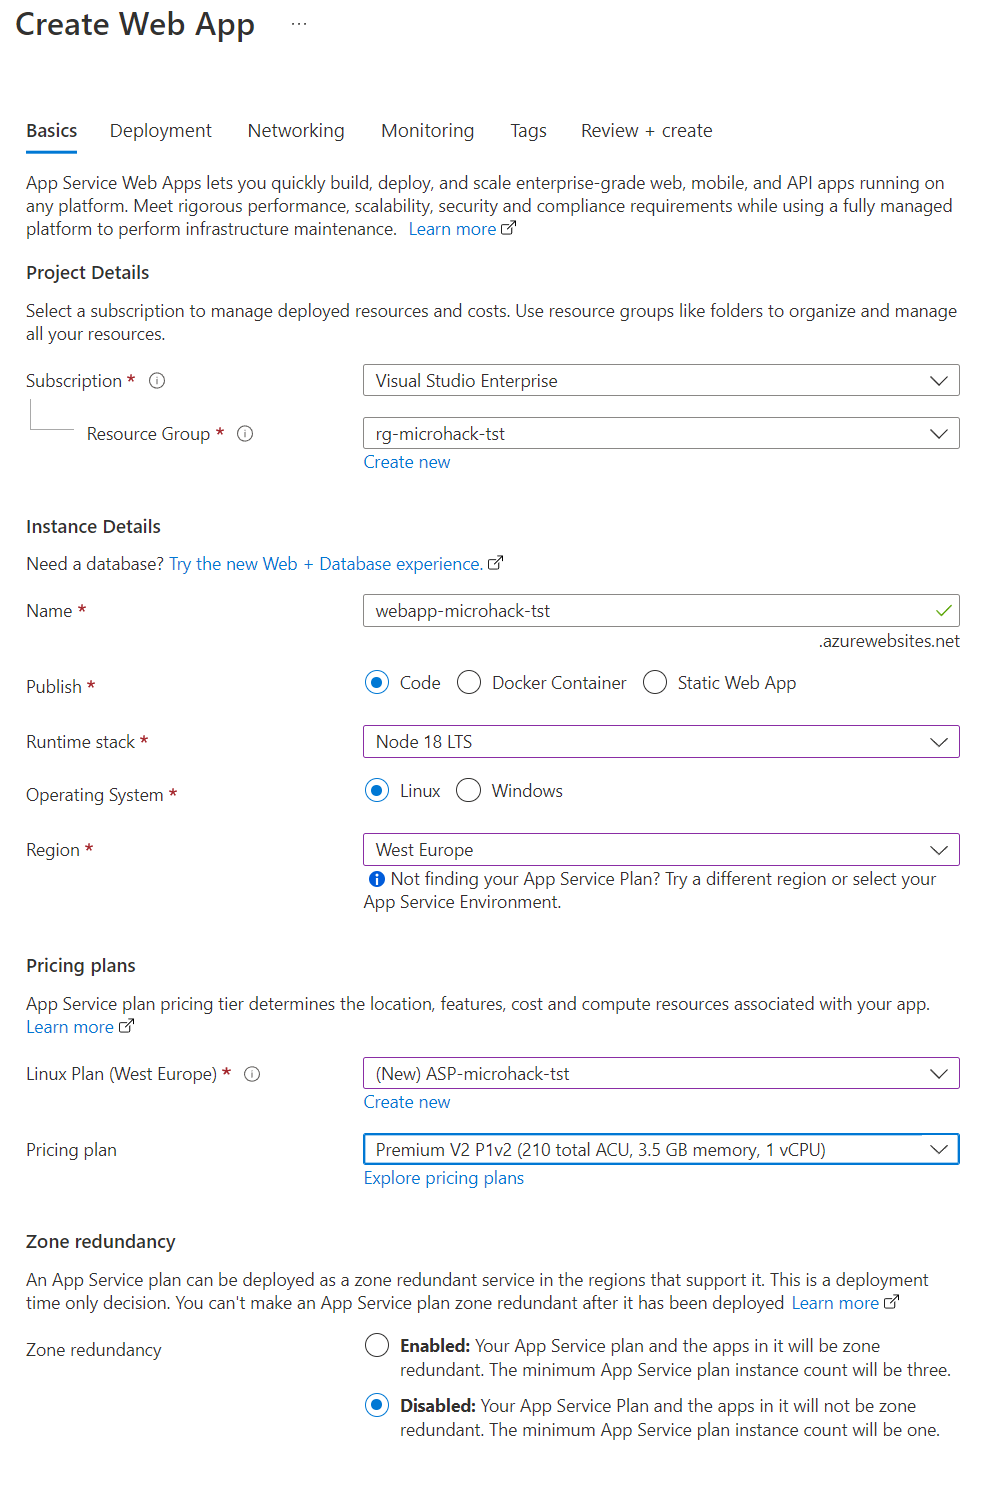 Create Web App ...
Basics Deployment Networking Monitoring Tags Review + create
App Service Web Apps lets you quickly build, deploy, and scale enterprise-grade web, mobile, and API apps running on
any platform. Meet rigorous performance, scalability, security and compliance requirements while using a fully managed
platform to perform infrastructure maintenance. Learn more
Project Details
Select a subscription to manage deployed resources and costs. Use resource groups like folders to organize and manage
all your resources.
Subscription * Visual Studio Enterprise
Resource Group * rg-microhack-tst
Create new
Instance Details
Need a database? Try the new Web + Database experience.
Name * webapp-microhack-tst
.azurewebsites.net
Publish * Code Docker Container Static Web App
Runtime stack * Node 18 LTS
Operating System * Linux Windows
Region * West Europe
Not finding your App Service Plan? Try a different region or select your
App Service Environment.
Pricing plans
App Service plan pricing tier determines the location, features, cost and compute resources associated with your app.
Learn more
Linux Plan (West Europe) * (New) ASP-microhack-tst
Create new
Pricing plan Premium V2 P1v2 (210 total ACU, 3.5 GB memory, 1 vCPU)
Explore pricing plans
Zone redundancy
An App Service plan can be deployed as a zone redundant service in the regions that support it. This is a deployment
time only decision. You can't make an App Service plan zone redundant after it has been deployed Learn more
Zone redundancy Enabled: Your App Service plan and the apps in it will be zone
redundant. The minimum App Service plan instance count will be three.
Disabled: Your App Service Plan and the apps in it will not be zone
redundant. The minimum App Service plan instance count will be one.